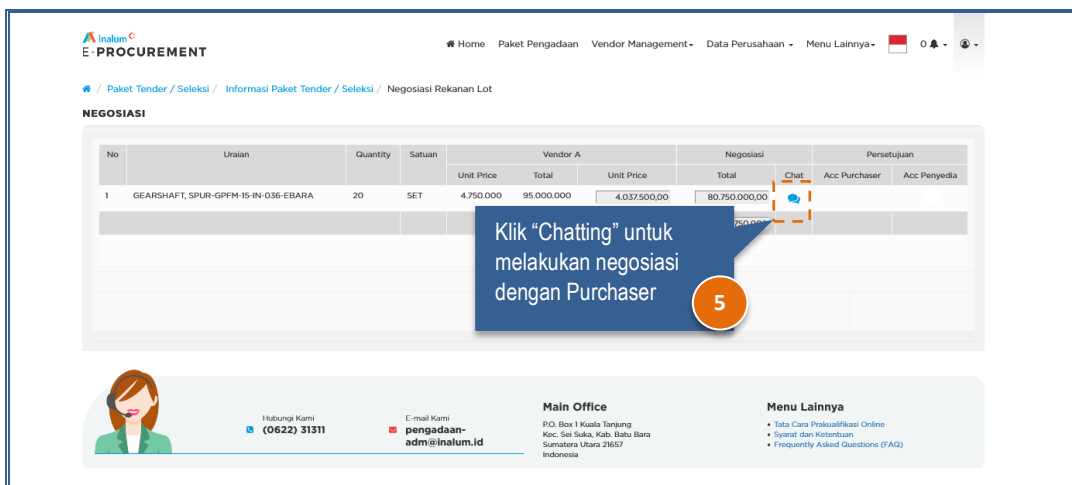 Inalum
E-PROCUREMENT
Home Paket Pengadaan Vendor Management Data Perusahaan Menu Lainnya 0
/ Paket Tender / Seleksi / Informasi Paket Tender / Seleksi / Negosiasi Rekanan Lot
NEGOSIASI
No Uraian Quantity Satuan Vendor A Negosiasi Persetujuan
Unit Price Total Unit Price Total Chat Acc Purchaser Acc Penyedia
1 GEARSHAFT, SPUR-GPFM-15-IN-036-EBARA 20 SET 4.750.000 95.000.000 4.037.500,00 80.750.000,00
Klik “Chatting” untuk
melakukan negosiasi
dengan Purchaser
5
Hubungi Kami
(0622) 31311
E-mail Kami
pengadaan-
adm@inalum.id
Main Office
P.O. Box 1 Kuala Tanjung
Kec. Sei Suka, Kab. Batu Bara
Sumatera Utara 21657
Indonesia
Menu Lainnya
• Tata Cara Prakualifikasi Online
• Syarat dan Ketentuan
• Frequently Asked Questions (FAQ)